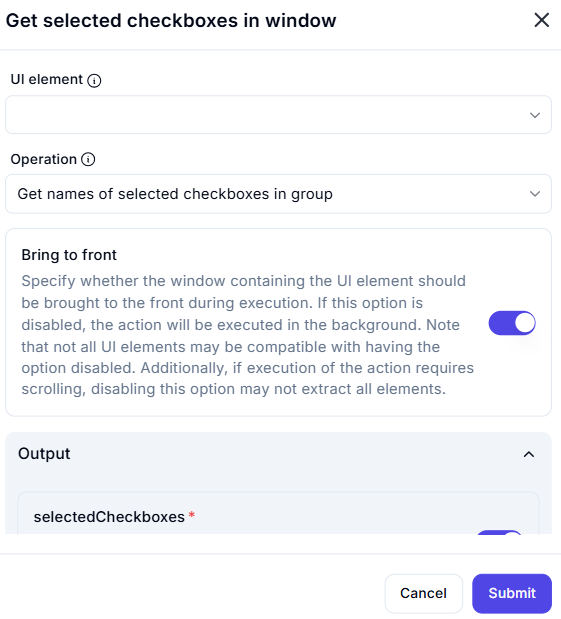 Get selected checkboxes in window
UI element
Operation
Get names of selected checkboxes in group
Bring to front
Specify whether the window containing the UI element should
be brought to the front during execution. If this option is
disabled, the action will be executed in the background. Note
that not all UI elements may be compatible with having the
option disabled. Additionally, if execution of the action requires
scrolling, disabling this option may not extract all elements.
Output
selectedCheckboxes *
Cancel
Submit